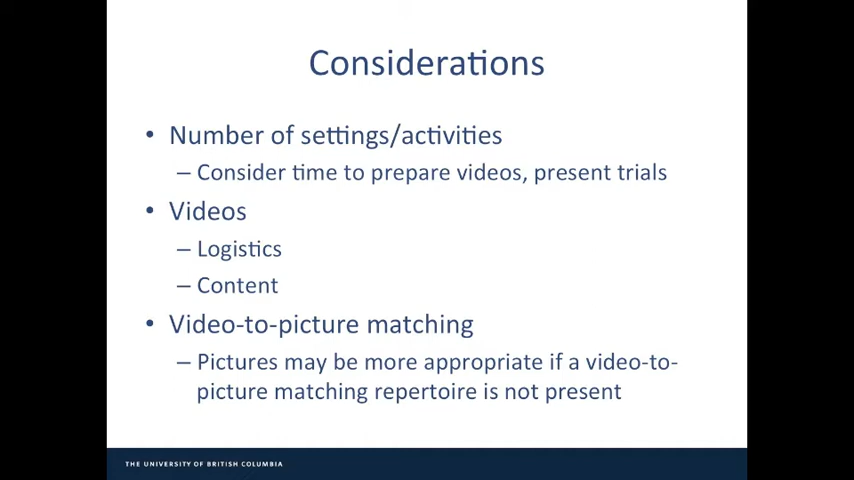 Considerations
• Number of settings/activities
– Consider time to prepare videos, present trials
• Videos
– Logistics
– Content
• Video-to-picture matching
– Pictures may be more appropriate if a video-to-
picture matching repertoire is not present
THE UNIVERSITY OF BRITISH COLUMBIA